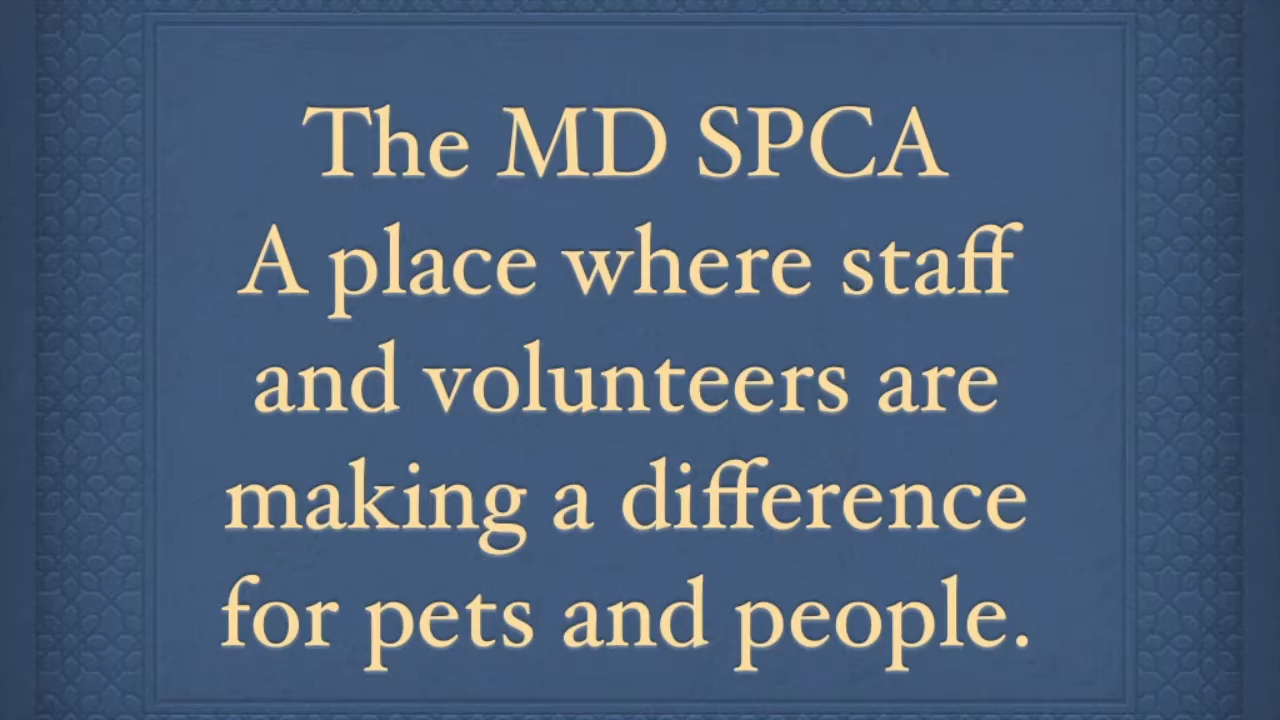 The MD SPCA
A place where staff
and volunteers are
making a difference
for pets and people.